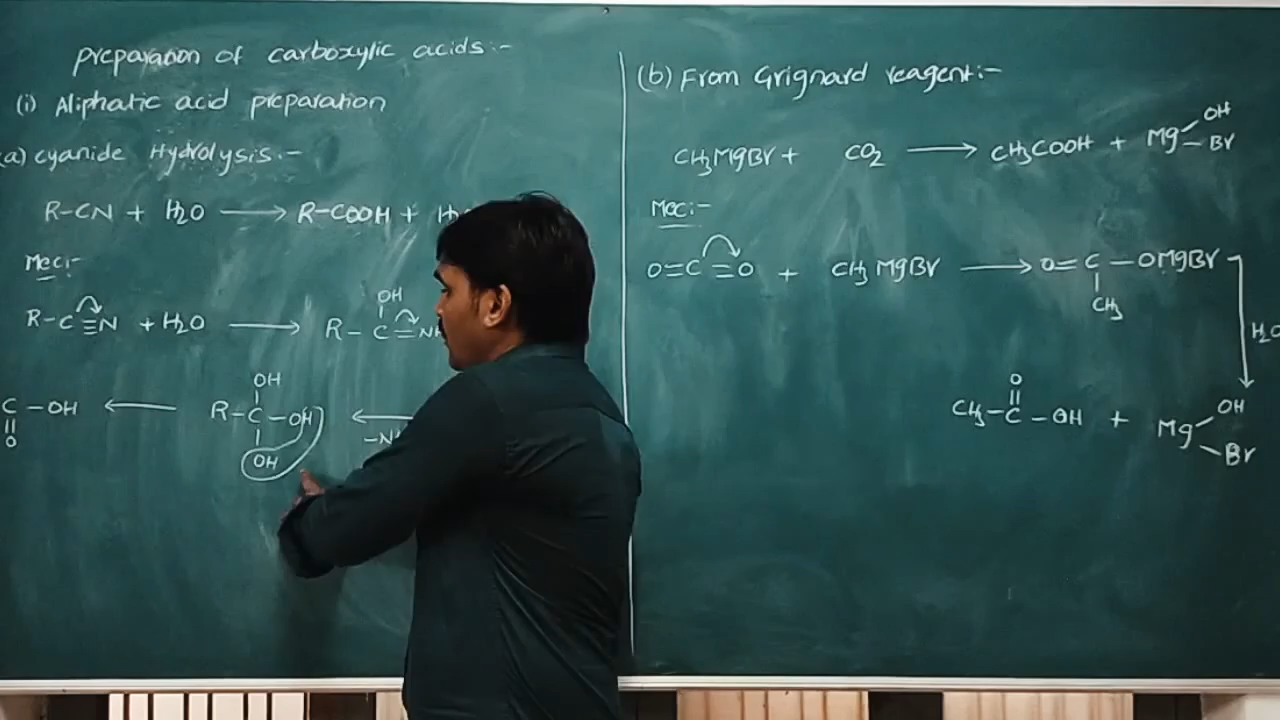 preparation of carboxylic acids:-
(i) Aliphatic acid preparation
(a) cyanide Hydrolysis:-
R-CN + H2O ⟶ R-COOH +
Mec:-
R-C≡N + H2O ⟶ R-C=NH
OH
OH
C-OH ⟵ R-C-OH ⟵
O
OH
(b) From Grignard reagent:-
CH3MgBr + CO2 ⟶ CH3COOH + Mg
OH
Br
Mec:-
O=C=O + CH3MgBr ⟶ O=C-OMgBr
CH3
H2O
O
CH3-C-OH + Mg
OH
Br